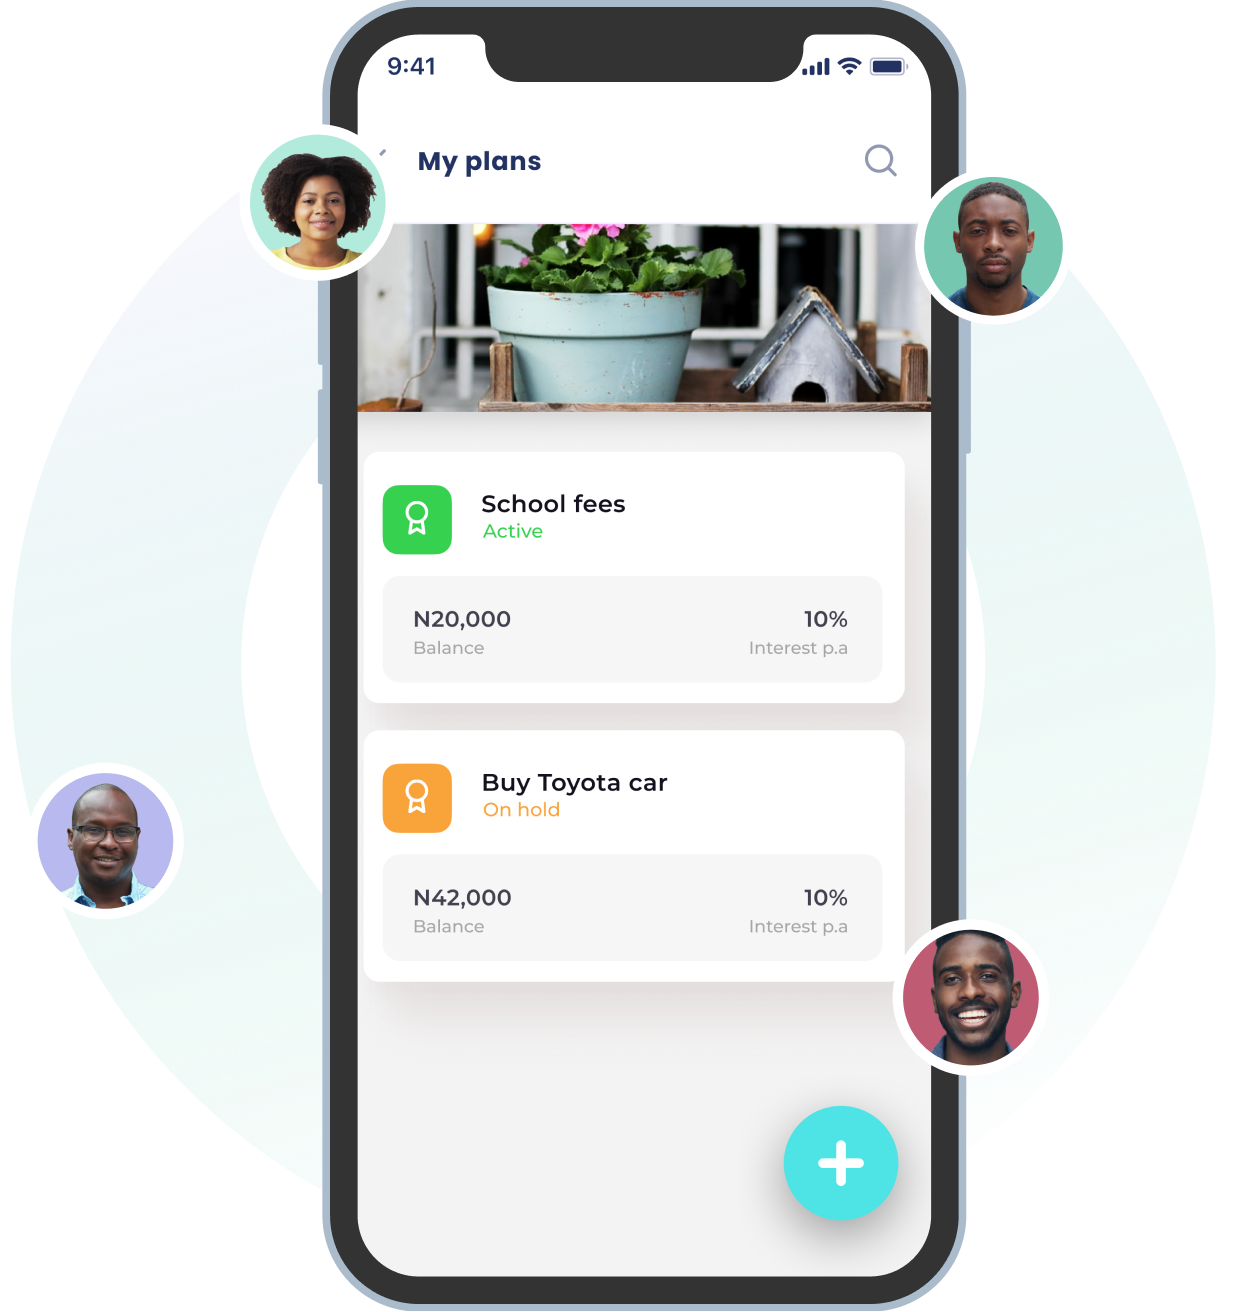 9:41
My plans
School fees
Active
N20,000
10%
Balance
Interest p.a
Buy Toyota car
On hold
N42,000
10%
Balance
Interest p.a